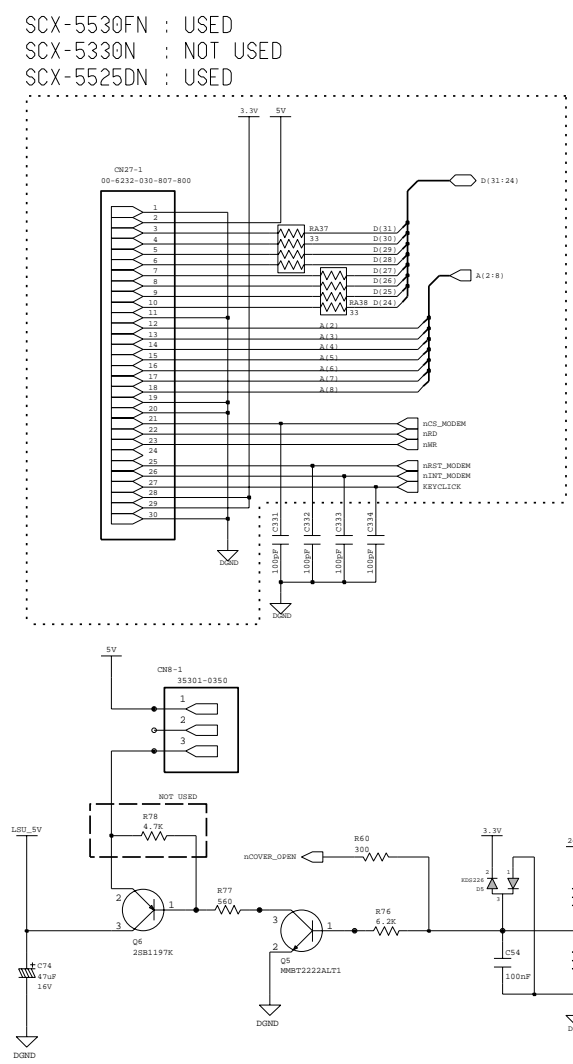 SCX-5530FN : USED
SCX-5330N : NOT USED
SCX-5525DN : USED
3.3V 5V
CN27-1
00-6232-030-807-800
D(31:24)
1
2
3 RA37 D(31)
4 33 D(30)
5 D(29)
6 D(28)
7 D(27)
8 D(26)
9 D(25)
10 RA38 D(24)
33
A(2:8)
11
12 A(2)
13 A(3)
14 A(4)
15 A(5)
16 A(6)
17 A(7)
18 A(8)
19
20
21 nCS_MODEM
22 nRD
23 nWR
24
25 nRST_MODEM
26 nINT_MODEM
27 KEYCLICK
28
29
30
C331 C332 C333 C334
100pF 100pF 100pF 100pF
DGND
DGND
5V
CN8-1
35301-0350
1
2
3
NOT USED
R78
4.7K
LSU_5V
nCOVER_OPEN
R60
300
3.3V
2
2 1
KDS226
D5
3
R77
560
R76
6.2K
2 1
3
Q6
2SB1197K
3 1
2
Q5
MMBT2222ALT1
+ C74
47uF
16V
C54
100nF
DGND
DGND
D